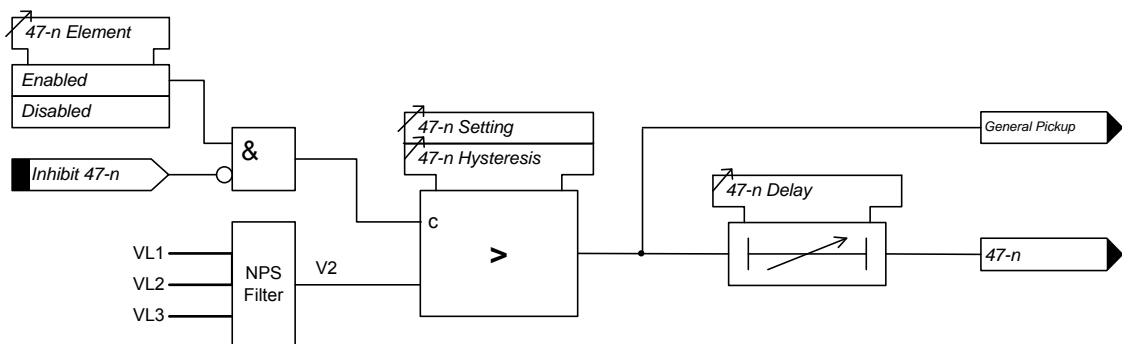 47-n Element
Enabled
Disabled
Inhibit 47-n
&
47-n Setting
47-n Hysteresis
c
>
General Pickup
47-n Delay
47-n
VL1
VL2
VL3
NPS
Filter
V2